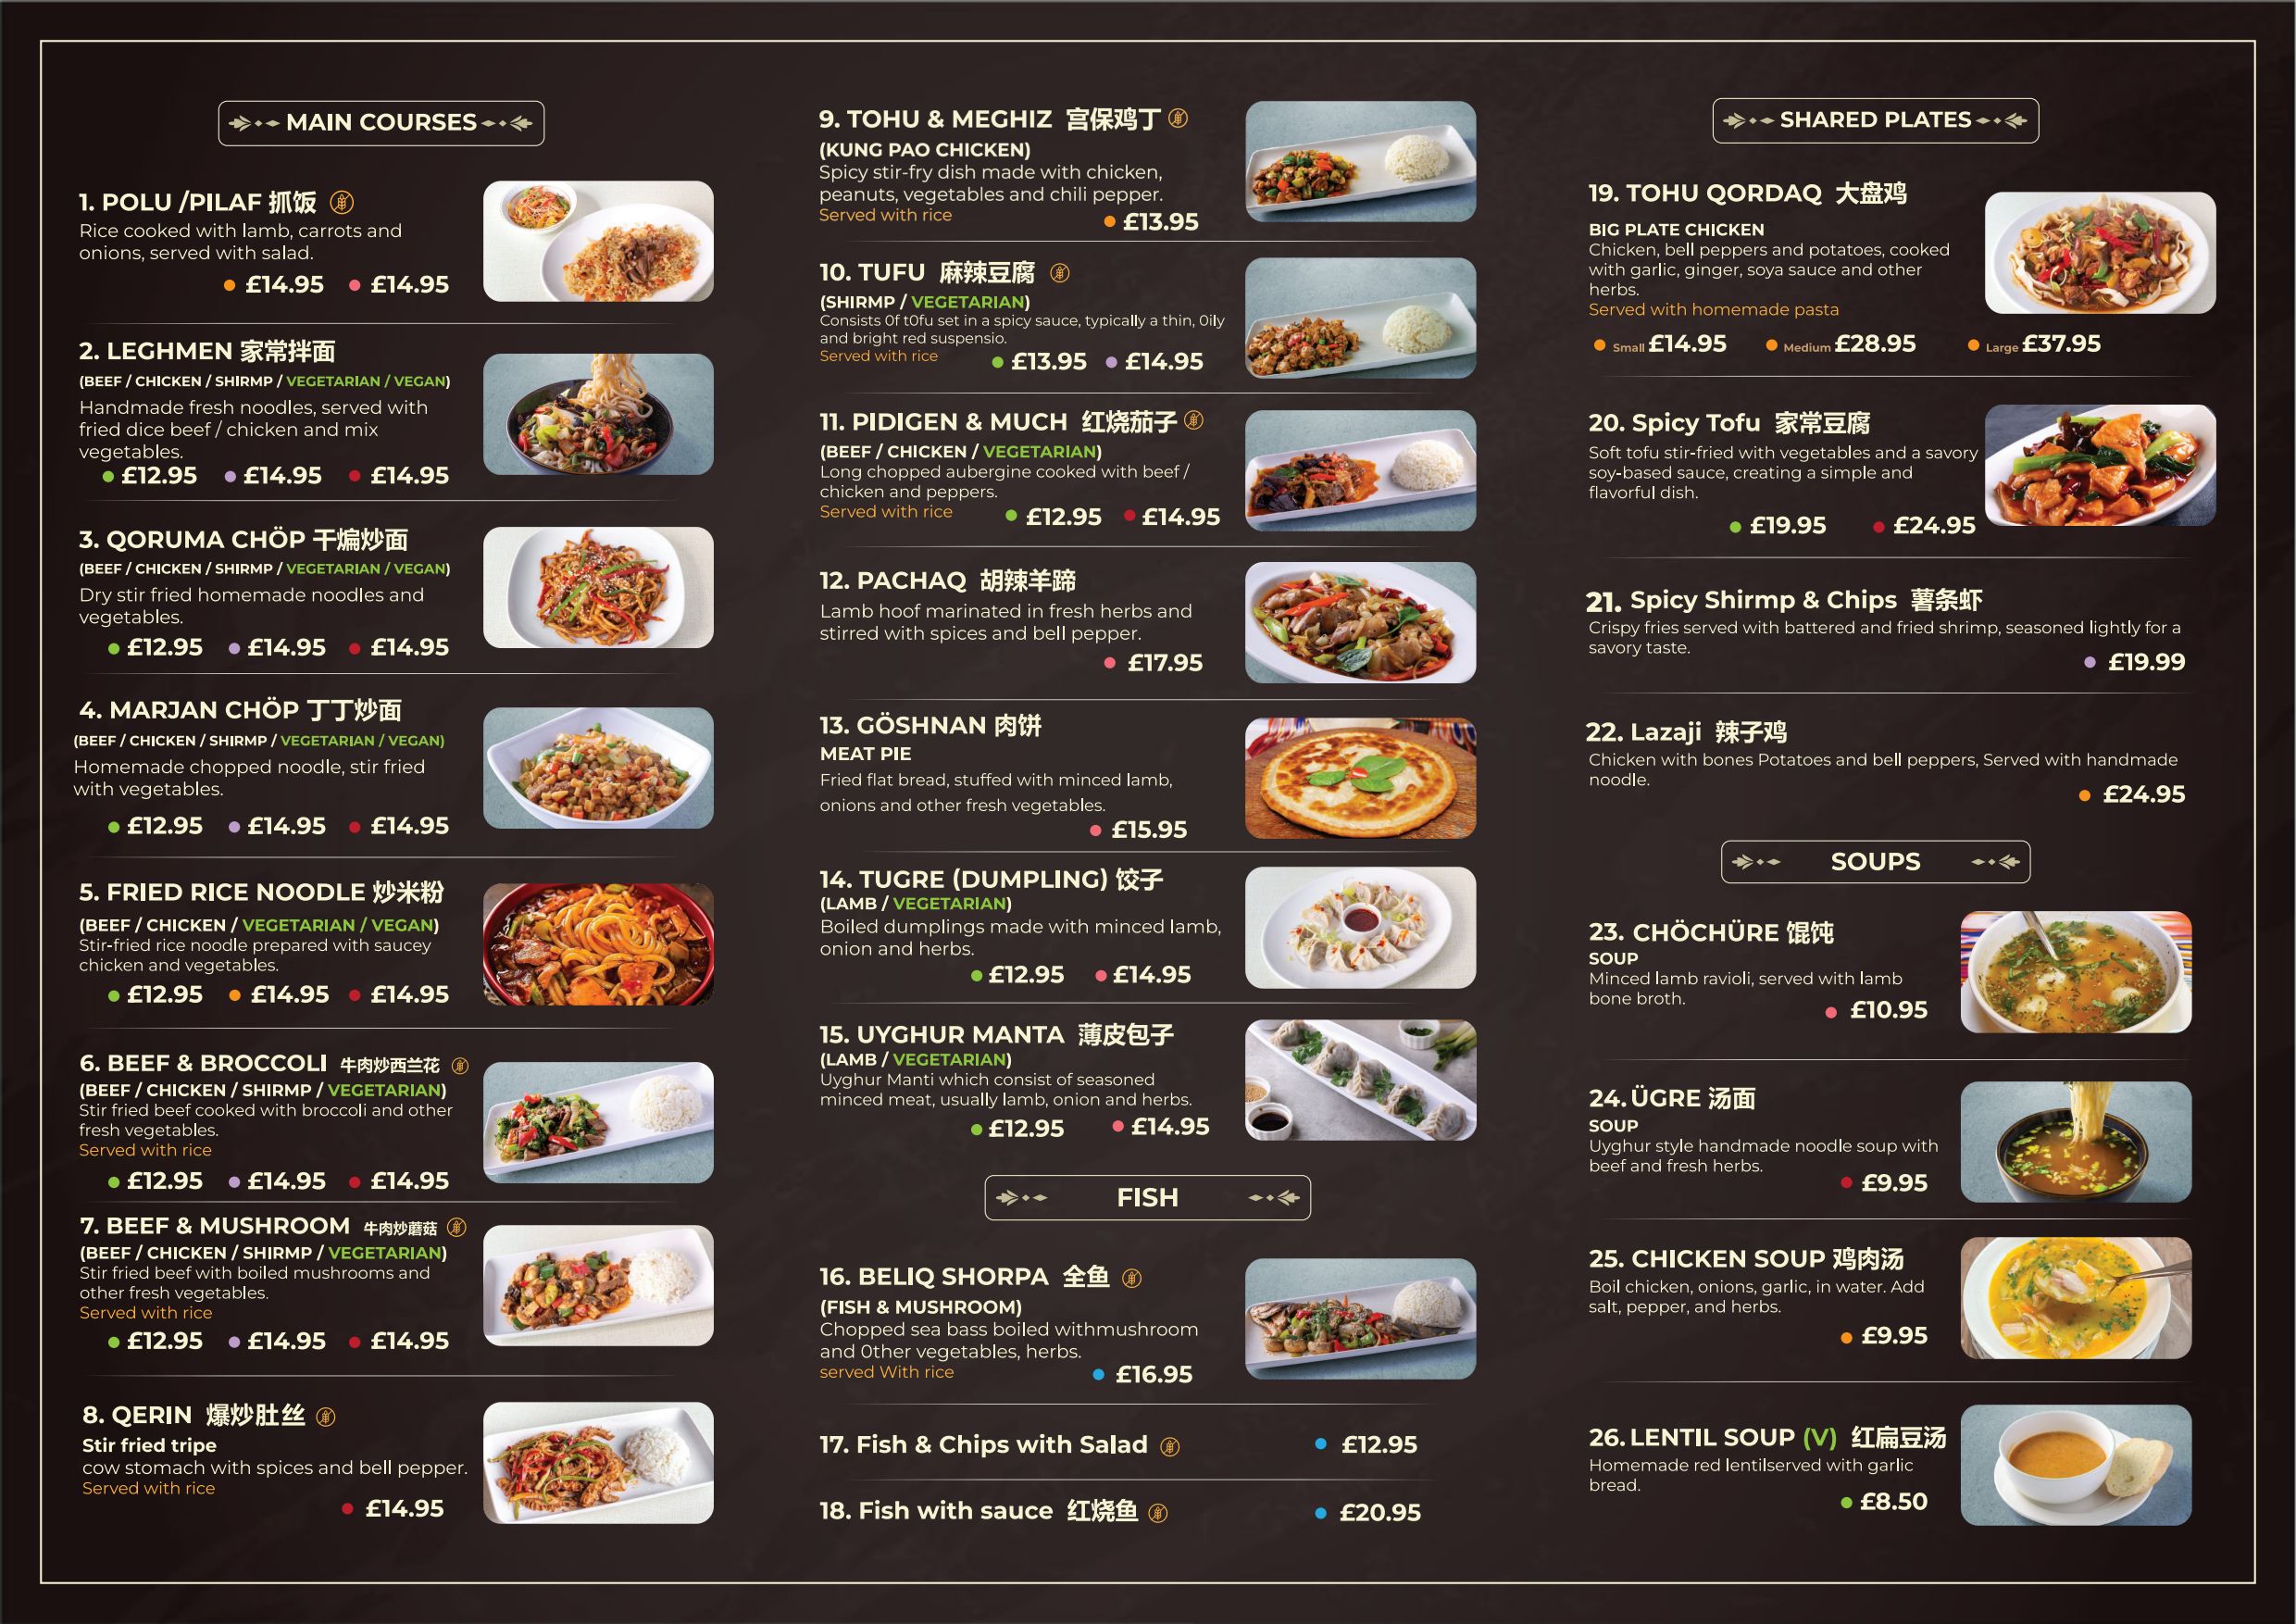 MAIN COURSES
1. POLU /PILAF 抓饭
Rice cooked with lamb, carrots and
onions, served with salad.
£14.95 £14.95
2. LEGHMEN 家常拌面
(BEEF / CHICKEN / SHIRMP / VEGETARIAN / VEGAN)
Handmade fresh noodles, served with
fried dice beef / chicken and mix
vegetables.
£12.95 £14.95 £14.95
3. QORUMA CHÖP 干煸炒面
(BEEF / CHICKEN / SHIRMP / VEGETARIAN / VEGAN)
Dry stir fried homemade noodles and
vegetables.
£12.95 £14.95 £14.95
4. MARJAN CHÖP 丁丁炒面
(BEEF / CHICKEN / SHIRMP / VEGETARIAN / VEGAN)
Homemade chopped noodle, stir fried
with vegetables.
£12.95 £14.95 £14.95
5. FRIED RICE NOODLE 炒米粉
(BEEF / CHICKEN / VEGETARIAN / VEGAN)
Stir-fried rice noodle prepared with saucey
chicken and vegetables.
£12.95 £14.95 £14.95
6. BEEF & BROCCOLI 牛肉炒西兰花
(BEEF / CHICKEN / SHIRMP / VEGETARIAN)
Stir fried beef cooked with broccoli and other
fresh vegetables.
Served with rice
£12.95 £14.95 £14.95
7. BEEF & MUSHROOM 牛肉炒蘑菇
(BEEF / CHICKEN / SHIRMP / VEGETARIAN)
Stir fried beef with boiled mushrooms and
other fresh vegetables.
Served with rice
£12.95 £14.95 £14.95
8. QERIN 爆炒肚丝
Stir fried tripe
cow stomach with spices and bell pepper.
Served with rice
£14.95
9. TOHU & MEGHIZ 宫保鸡丁
(KUNG PAO CHICKEN)
Spicy stir-fry dish made with chicken,
peanuts, vegetables and chili pepper.
Served with rice
£13.95
10. TUFU 麻辣豆腐
(SHIRMP / VEGETARIAN)
Consists 0f t0fu set in a spicy sauce, typically a thin, 0ily
and bright red suspensio.
Served with rice
£13.95 £14.95
11. PIDIGEN & MUCH 红烧茄子
(BEEF / CHICKEN / VEGETARIAN)
Long chopped aubergine cooked with beef /
chicken and peppers.
Served with rice
£12.95 £14.95
12. PACHAQ 胡辣羊蹄
Lamb hoof marinated in fresh herbs and
stirred with spices and bell pepper.
£17.95
13. GÖSHNAN 肉饼
MEAT PIE
Fried flat bread, stuffed with minced lamb,
onions and other fresh vegetables.
£15.95
14. TUGRE (DUMPLING) 饺子
(LAMB / VEGETARIAN)
Boiled dumplings made with minced lamb,
onion and herbs.
£12.95 £14.95
15. UYGHUR MANTA 薄皮包子
(LAMB / VEGETARIAN)
Uyghur Manti which consist of seasoned
minced meat, usually lamb, onion and herbs.
£12.95 £14.95
FISH
16. BELIQ SHORPA 全鱼
(FISH & MUSHROOM)
Chopped sea bass boiled withmushroom
and 0ther vegetables, herbs.
served With rice
£16.95
17. Fish & Chips with Salad £12.95
18. Fish with sauce 红烧鱼 £20.95
SHARED PLATES
19. TOHU QORDAQ 大盘鸡
BIG PLATE CHICKEN
Chicken, bell peppers and potatoes, cooked
with garlic, ginger, soya sauce and other
herbs.
Served with homemade pasta
Small £14.95 Medium £28.95 Large £37.95
20. Spicy Tofu 家常豆腐
Soft tofu stir-fried with vegetables and a savory
soy-based sauce, creating a simple and
flavorful dish.
£19.95 £24.95
21. Spicy Shirmp & Chips 薯条虾
Crispy fries served with battered and fried shrimp, seasoned lightly for a
savory taste.
£19.99
22. Lazaji 辣子鸡
Chicken with bones Potatoes and bell peppers, Served with handmade
noodle.
£24.95
SOUPS
23. CHÖCHÜRE 馄饨
SOUP
Minced lamb ravioli, served with lamb
bone broth.
£10.95
24. ÜGRE 汤面
SOUP
Uyghur style handmade noodle soup with
beef and fresh herbs.
£9.95
25. CHICKEN SOUP 鸡肉汤
Boil chicken, onions, garlic, in water. Add
salt, pepper, and herbs.
£9.95
26. LENTIL SOUP (V) 红扁豆汤
Homemade red lentilserved with garlic
bread.
£8.50